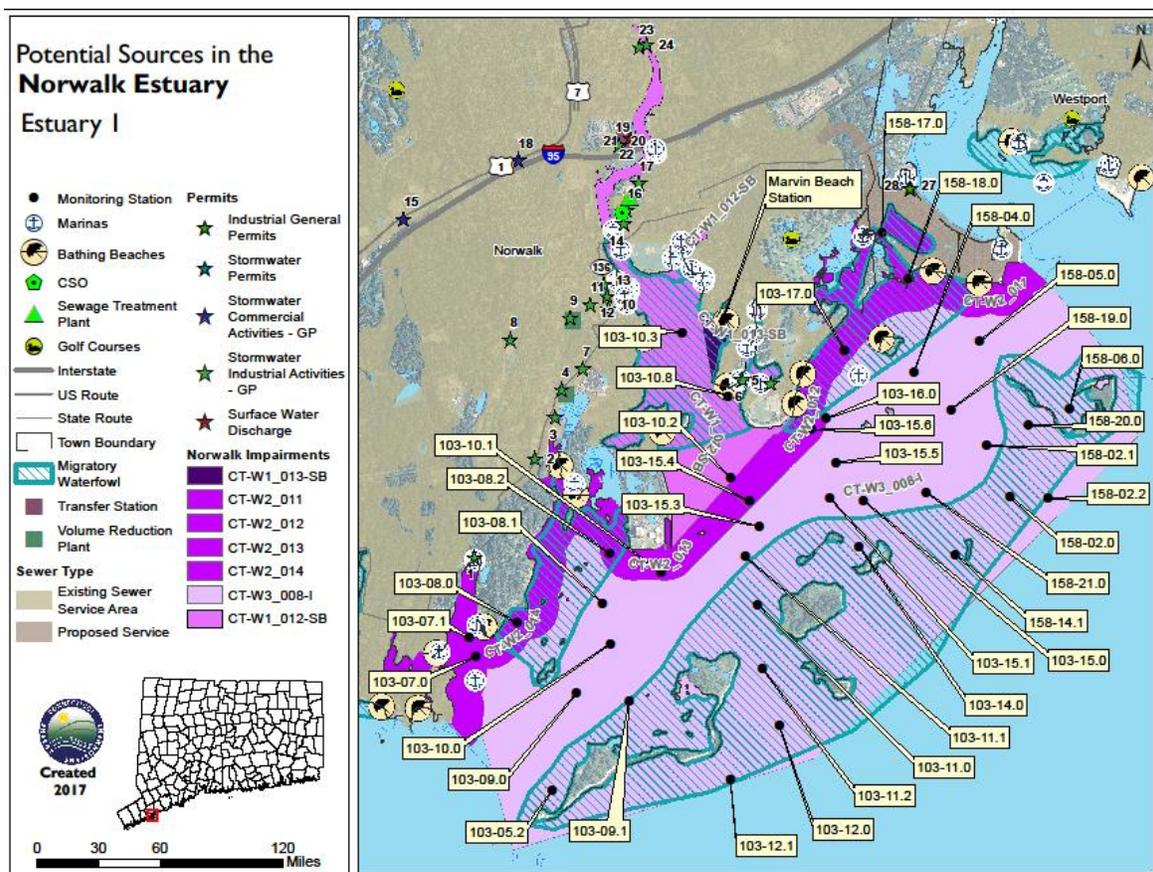 Potential Sources in the
Norwalk Estuary
Estuary 1
Monitoring Station
Marinas
Bathing Beaches
CSO
Sewage Treatment
Plant
Golf Courses
Interstate
US Route
State Route
Town Boundary
Migratory
Waterfowl
Transfer Station
Volume Reduction
Plant
Sewer Type
Existing Sewer
Service Area
Proposed Service
Permits
Industrial General
Permits
Stormwater
Permits
Stormwater
Commercial
Activities - GP
Stormwater
Industrial Activities
- GP
Surface Water
Discharge
Norwalk Impairments
CT-W1_013-SB
CT-W2_011
CT-W2_012
CT-W2_013
CT-W2_014
CT-W3_008-I
CT-W1_012-SB
Created
2017
0 30 60 120
Miles
N
23
24
7
Westport
19
21 20
22
18
1
95
17
15
16
158-17.0
28 27
158-18.0
Marvin Beach
Station
CT-W1_012-SB
158-04.0
Norwalk
14
136
13
11
10
12
9
8
103-17.0
CT-W2_011
158-05.0
CT-W1_013-SB
103-10.3
158-19.0
7
4
5
6
103-10.8
158-06.0
103-16.0
CT-W2_012
103-10.2
103-15.6
158-20.0
3
103-10.1
2
103-15.4
103-15.5
158-02.1
103-08.2
CT-W3_008-I
103-15.3
158-02.2
103-08.1
CT-W2_013
158-02.0
1
103-08.0
158-21.0
103-07.1
CT-W2_014
158-14.1
103-15.1
103-15.0
103-07.0
103-14.0
103-11.1
103-10.0
103-11.0
103-09.0
103-11.2
103-05.2
103-09.1
103-12.0
103-12.1